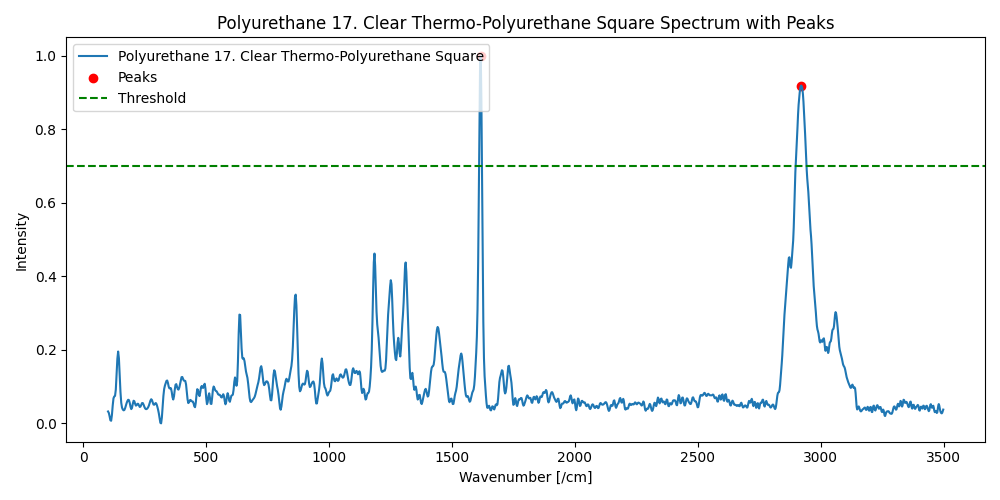 Polyurethane 17. Clear Thermo-Polyurethane Square Spectrum with Peaks
Polyurethane 17. Clear Thermo-Polyurethane Square
Peaks
Threshold
Intensity
1.0
0.8
0.6
0.4
0.2
0.0
0 500 1000 1500 2000 2500 3000 3500
Wavenumber [/cm]